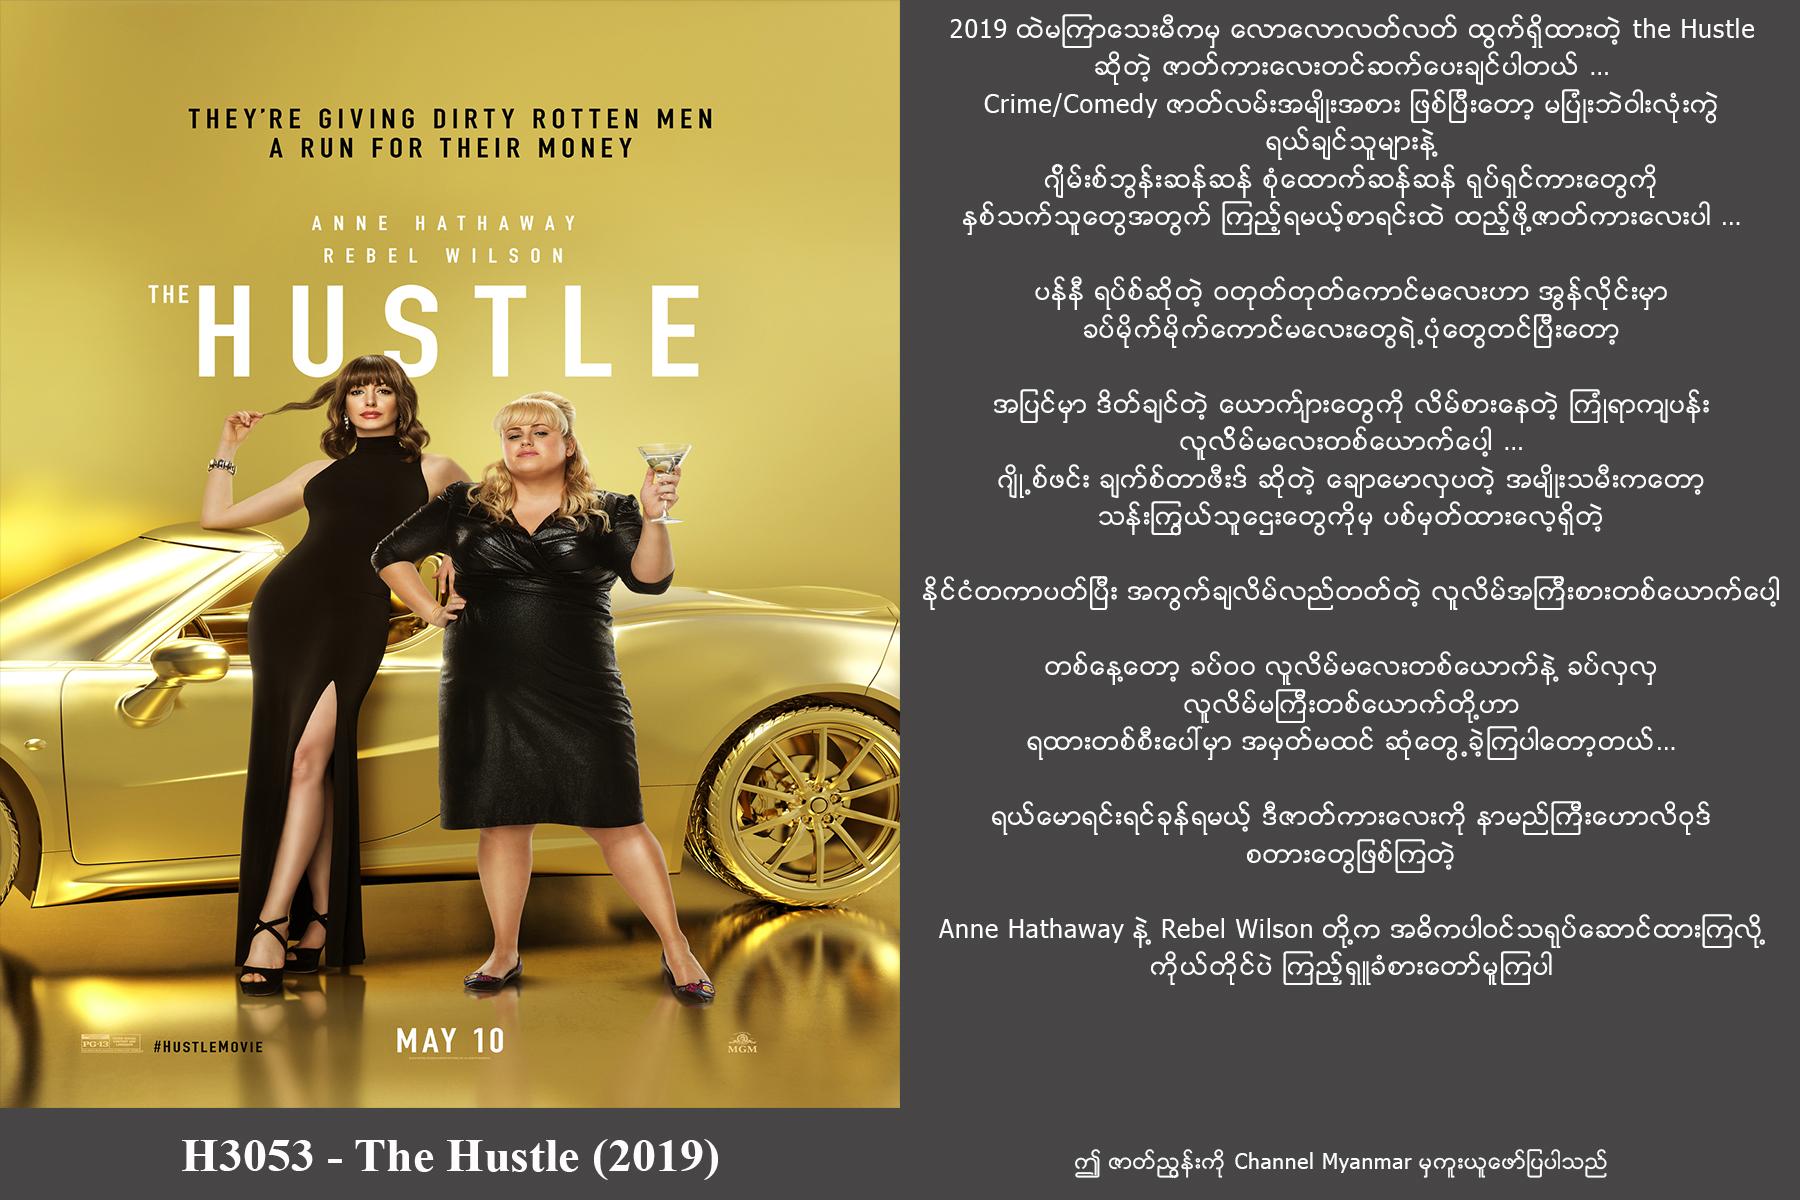 THEY'RE GIVING DIRTY ROTTEN MEN
A RUN FOR THEIR MONEY
ANNE HATHAWAY
REBEL WILSON
THE HUSTLE
PG-13
#HUSTLEMOVIE
MAY 10
MGM
H3053 - The Hustle (2019)
2019 ထဲမကြာသေးမီကမှ လောလောလတ်လတ် ထွက်ရှိထားတဲ့ the Hustle
ဆိုတဲ့ ဇာတ်ကားလေးတင်ဆက်ပေးချင်ပါတယ် ...
Crime/Comedy ဇာတ်လမ်းအမျိုးအစား ဖြစ်ပြီးတော့ မပြုံးဘဲဝါးလုံးကွဲ
ရယ်ချင်သူများနဲ့
ဂျိမ်းစ်ဘွန်းဆန်ဆန် စုံထောက်ဆန်ဆန် ရုပ်ရှင်ကားတွေကို
နှစ်သက်သူတွေအတွက် ကြည့်ရမယ့်စာရင်းထဲ ထည့်ဖို့ဇာတ်ကားလေးပါ ...
ပန်နီ ရပ်စ်ဆိုတဲ့ ဝတုတ်တုတ်ကောင်မလေးဟာ အွန်လိုင်းမှာ
ခပ်မိုက်မိုက်ကောင်မလေးတွေရဲ့ပုံတွေတင်ပြီးတော့
အပြင်မှာ ဒိတ်ချင်တဲ့ ယောက်ျားတွေကို လိမ်စားနေတဲ့ ကြုံရာကျပန်း
လူလိမ်မလေးတစ်ယောက်ပေါ့ ...
ဂျို့စ်ဖင်း ချက်စ်တာဖီးဒ် ဆိုတဲ့ ချောမောလှပတဲ့ အမျိုးသမီးကတော့
သန်းကြွယ်သူဌေးတွေကိုမှ ပစ်မှတ်ထားလေ့ရှိတဲ့
နိုင်ငံတကာပတ်ပြီး အကွက်ချလိမ်လည်တတ်တဲ့ လူလိမ်အကြီးစားတစ်ယောက်ပေါ့
တစ်နေ့တော့ ခပ်ဝဝ လူလိမ်မလေးတစ်ယောက်နဲ့ ခပ်လှလှ
လူလိမ်မကြီးတစ်ယောက်တို့ဟာ
ရထားတစ်စီးပေါ်မှာ အမှတ်မထင် ဆုံတွေ့ခဲ့ကြပါတော့တယ်...
ရယ်မောရင်းရင်ခုန်ရမယ့် ဒီဇာတ်ကားလေးကို နာမည်ကြီးဟောလိဝုဒ်
စတားတွေဖြစ်ကြတဲ့
Anne Hathaway နဲ့ Rebel Wilson တို့က အဓိကပါဝင်သရုပ်ဆောင်ထားကြလို့
ကိုယ်တိုင်ပဲ ကြည့်ရှူခံစားတော်မူကြပါ
ဤ ဇာတ်ညွှန်းကို Channel Myanmar မှကူးယူဖော်ပြပါသည်